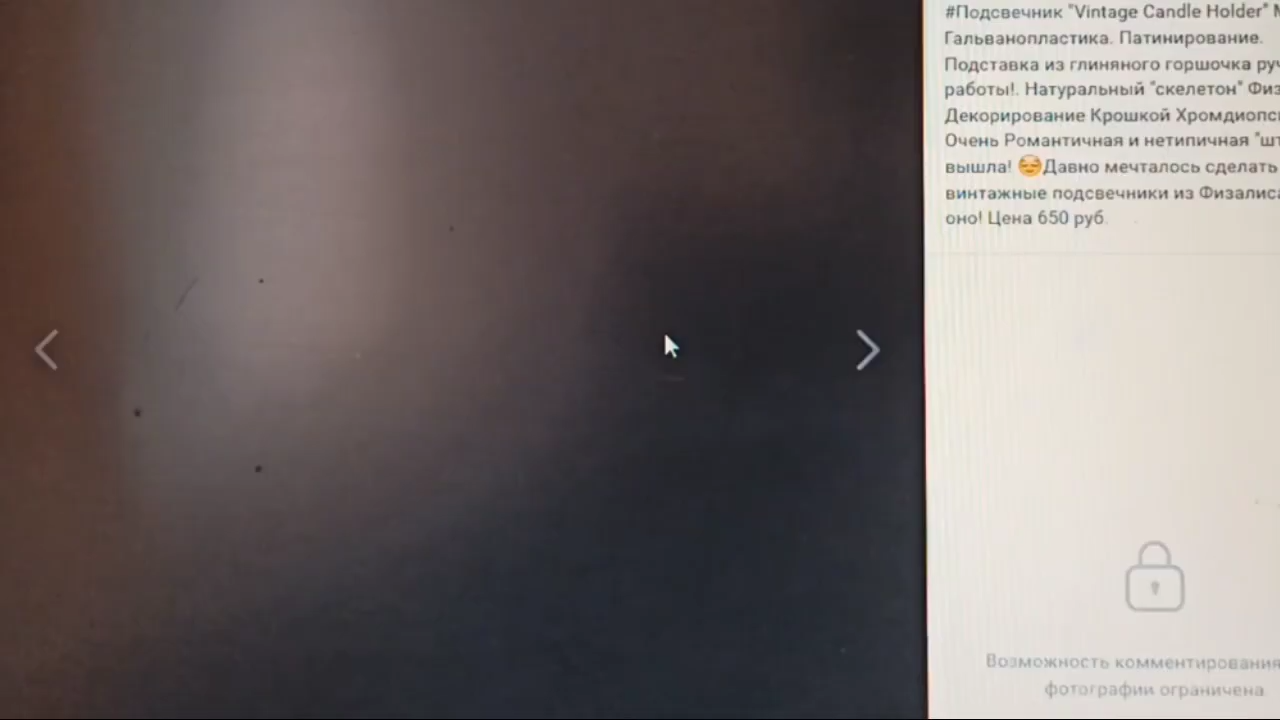 #Подсвечник "Vintage Candle Holder"
Гальванопластика. Патинирование.
Подставка из глиняного горшочка
работы!. Натуральный "скелетон"
Декорирование Крошкой
Очень Романтичная и нетипичная
вышла! 😌Давно мечталось сделать
винтажные подсвечники из
оно! Цена 650 руб.
Возможность комментирования
фотографии ограничена